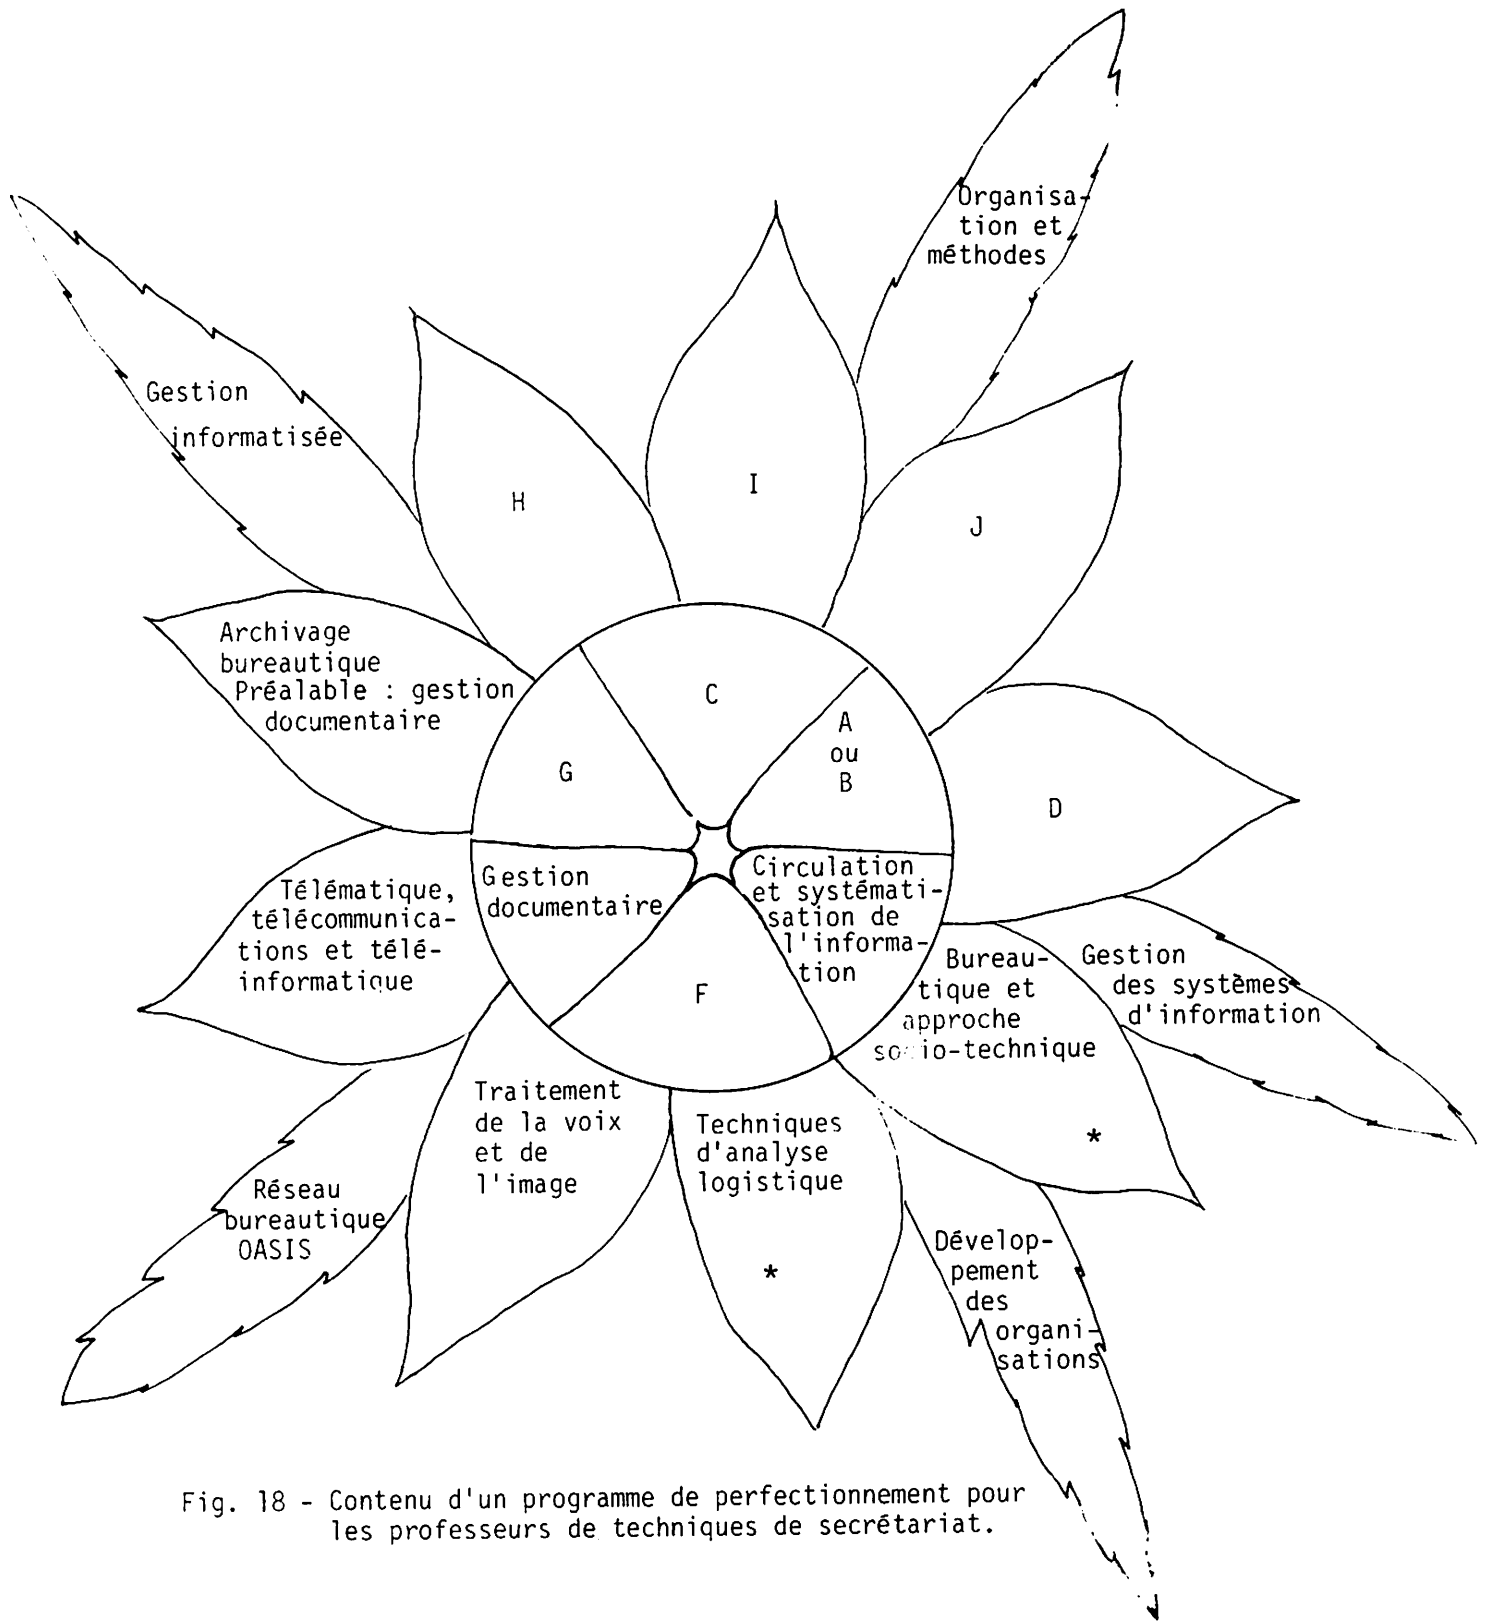 Organisa-
tion et
méthodes
Gestion
informatisée
H
I
J
Archivage
bureautique
Préalable : gestion
documentaire
C
A
ou
B
G
D
Gestion
documentaire
Circulation
et systémati-
sation de
l'informa-
tion
F
Télématique,
télécommunica-
tions et télé-
informatique
Bureau-
tique et
approche
socio-technique
*
Gestion
des systèmes
d'information
Traitement
de la voix
et de
l'image
Techniques
d'analyse
logistique
*
Réseau
bureautique
OASIS
Dévelop-
pement
des
organi-
sations
Fig. 18 - Contenu d'un programme de perfectionnement pour
les professeurs de techniques de secrétariat.